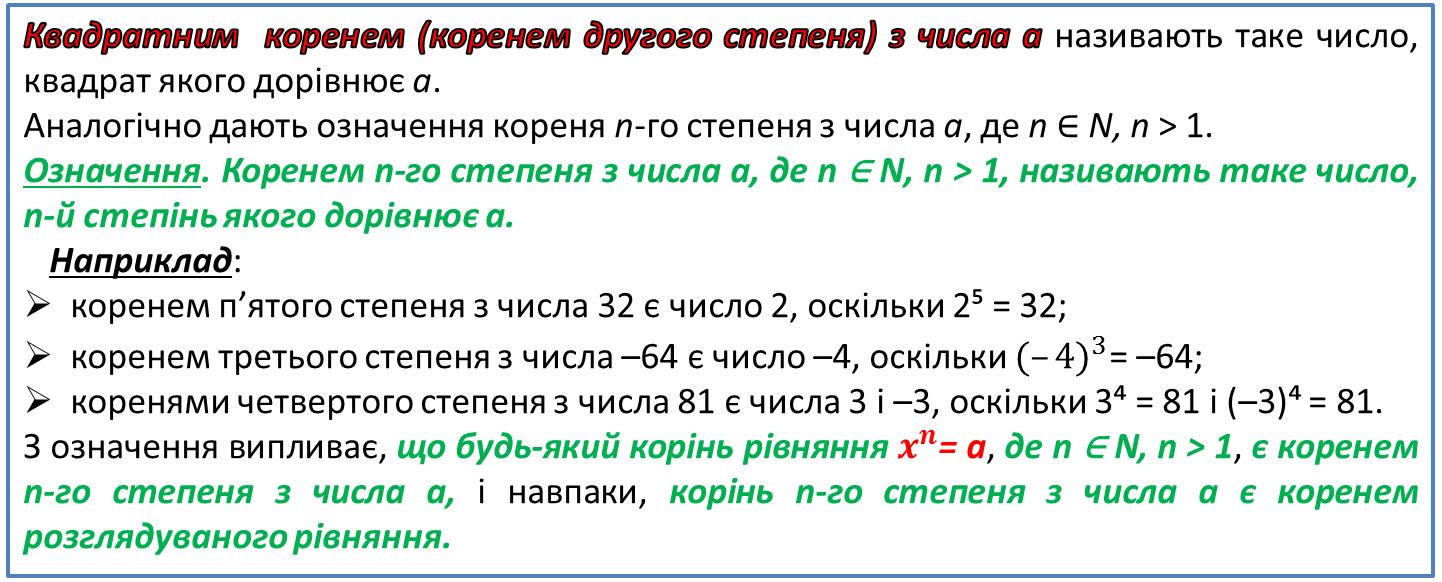 Квадратним коренем (коренем другого степеня) з числа a називають таке число,
квадрат якого дорівнює a.
Аналогічно дають означення кореня n-го степеня з числа a, де n ∈ N, n > 1.
Означення. Коренем n-го степеня з числа a, де n ∈ N, n > 1, називають таке число,
n-й степінь якого дорівнює a.
Наприклад:
➢ коренем п’ятого степеня з числа 32 є число 2, оскільки 2⁵ = 32;
➢ коренем третього степеня з числа –64 є число –4, оскільки (– 4)³= –64;
➢ коренями четвертого степеня з числа 81 є числа 3 і –3, оскільки 3⁴ = 81 і (–3)⁴ = 81.
З означення випливає, що будь-який корінь рівняння xⁿ= a, де n ∈ N, n > 1, є коренем
n-го степеня з числа a, і навпаки, корінь n-го степеня з числа a є коренем
розглядуваного рівняння.